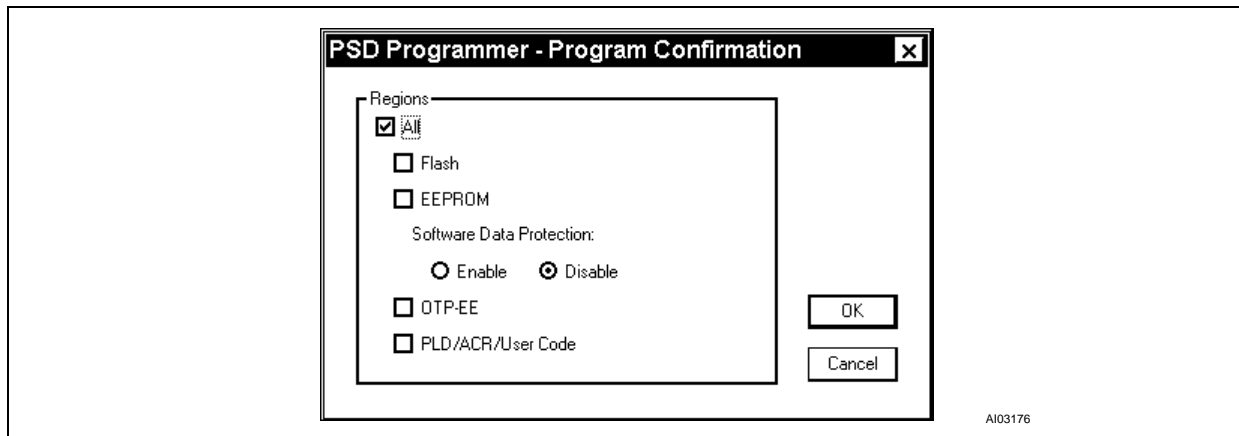 PSD Programmer - Program Confirmation
Regions
All
Flash
EEPROM
Software Data Protection:
Enable Disable
OTP-EE
PLD/ACR/User Code
OK
Cancel
AI03176